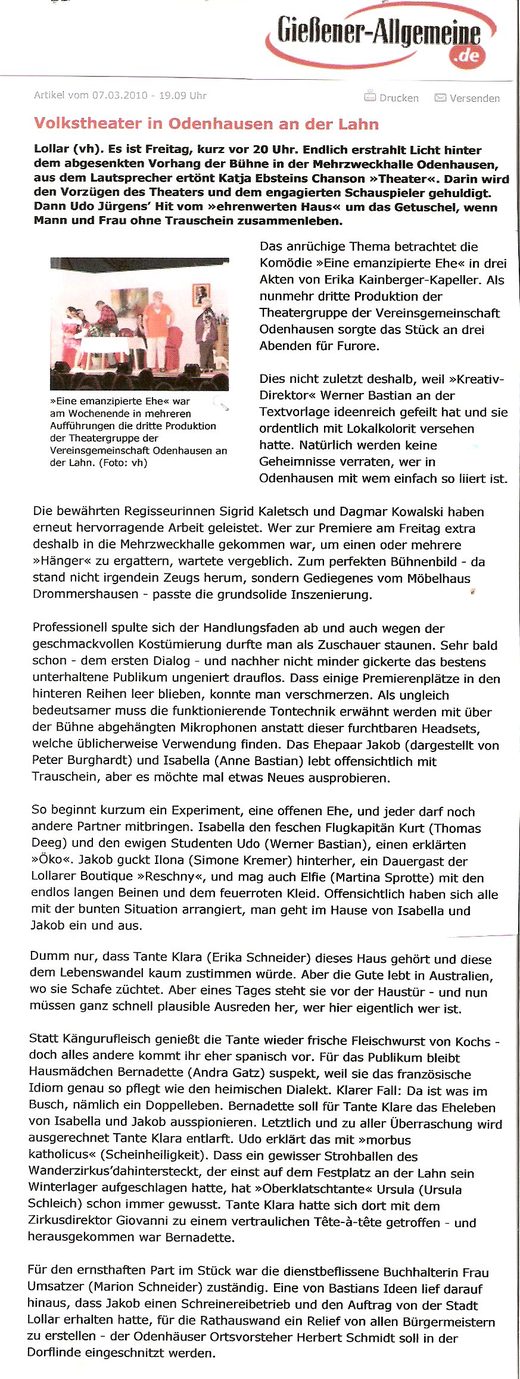 Gießener-Allgemeine
.de
Artikel vom 07.03.2010 - 19.09 Uhr
Drucken
Versenden
Volkstheater in Odenhausen an der Lahn
Lollar (vh). Es ist Freitag, kurz vor 20 Uhr. Endlich erstrahlt Licht hinter
dem abgesenkten Vorhang der Bühne in der Mehrzweckhalle Odenhausen,
aus dem Lautsprecher ertönt Katja Ebsteins Chanson »Theater«. Darin wird
den Vorzügen des Theaters und dem engagierten Schauspieler gehuldigt.
Dann Udo Jürgens’ Hit vom »ehrenwerten Haus« um das Getuschel, wenn
Mann und Frau ohne Trauschein zusammenleben.
Das anrüchige Thema betrachtet die
Komödie »Eine emanzipierte Ehe« in drei
Akten von Erika Kainberger-Kapeller. Als
nunmehr dritte Produktion der
Theatergruppe der Vereinsgemeinschaft
Odenhausen sorgte das Stück an drei
Abenden für Furore.
»Eine emanzipierte Ehe« war
am Wochenende in mehreren
Aufführungen die dritte Produktion
der Theatergruppe der
Vereinsgemeinschaft Odenhausen an
der Lahn. (Foto: vh)
Dies nicht zuletzt deshalb, weil »Kreativ-
Direktor« Werner Bastian an der
Textvorlage ideenreich gefeilt hat und sie
ordentlich mit Lokalkolorit versehen
hatte. Natürlich werden keine
Geheimnisse verraten, wer in
Odenhausen mit wem einfach so liiert ist.
Die bewährten Regisseurinnen Sigrid Kaletsch und Dagmar Kowalski haben
erneut hervorragende Arbeit geleistet. Wer zur Premiere am Freitag extra
deshalb in die Mehrzweckhalle gekommen war, um einen oder mehrere
»Hänger« zu ergattern, wartete vergeblich. Zum perfekten Bühnenbild - da
stand nicht irgendein Zeugs herum, sondern Gediegenes vom Möbelhaus
Drommershausen - passte die grundsolide Inszenierung.
Professionell spulte sich der Handlungsfaden ab und auch wegen der
geschmackvollen Kostümierung durfte man als Zuschauer staunen. Sehr bald
schon - dem ersten Dialog - und nachher nicht minder gickerte das bestens
unterhaltene Publikum ungeniert drauflos. Dass einige Premierenplätze in den
hinteren Reihen leer blieben, konnte man verschmerzen. Als ungleich
bedeutsamer muss die funktionierende Tontechnik erwähnt werden mit über
der Bühne abgehängten Mikrophonen anstatt dieser furchtbaren Headsets,
welche üblicherweise Verwendung finden. Das Ehepaar Jakob (dargestellt von
Peter Burghardt) und Isabella (Anne Bastian) lebt offensichtlich mit
Trauschein, aber es möchte mal etwas Neues ausprobieren.
So beginnt kurzum ein Experiment, eine offenen Ehe, und jeder darf noch
andere Partner mitbringen. Isabella den feschen Flugkapitän Kurt (Thomas
Deeg) und den ewigen Studenten Udo (Werner Bastian), einen erklärten
»Öko«. Jakob guckt Ilona (Simone Kremer) hinterher, ein Dauergast der
Lollarer Boutique »Reschny«, und mag auch Elfie (Martina Sprotte) mit den
endlos langen Beinen und dem feuerroten Kleid. Offensichtlich haben sich alle
mit der bunten Situation arrangiert, man geht im Hause von Isabella und
Jakob ein und aus.
Dumm nur, dass Tante Klara (Erika Schneider) dieses Haus gehört und diese
dem Lebenswandel kaum zustimmen würde. Aber die Gute lebt in Australien,
wo sie Schafe züchtet. Aber eines Tages steht sie vor der Haustür - und nun
müssen ganz schnell plausible Ausreden her, wer hier eigentlich wer ist.
Statt Kängurufleisch genießt die Tante wieder frische Fleischwurst von Kochs -
doch alles andere kommt ihr eher spanisch vor. Für das Publikum bleibt
Hausmädchen Bernadette (Andra Gatz) suspekt, weil sie das französische
Idiom genau so pflegt wie den heimischen Dialekt. Klarer Fall: Da ist was im
Busch, nämlich ein Doppelleben. Bernadette soll für Tante Klare das Eheleben
von Isabella und Jakob ausspionieren. Letztlich und zu aller Überraschung wird
ausgerechnet Tante Klara entlarft. Udo erklärt das mit »morbus
katholicus« (Scheinheiligkeit). Dass ein gewisser Strohballen des
Wanderzirkus’dahintersteckt, der einst auf dem Festplatz an der Lahn sein
Winterlager aufgeschlagen hatte, hat »Oberklatschtante« Ursula (Ursula
Schleich) schon immer gewusst. Tante Klara hatte sich dort mit dem
Zirkusdirektor Giovanni zu einem vertraulichen Tête-à-tête getroffen - und
herausgekommen war Bernadette.
Für den ernsthaften Part im Stück war die dienstbeflissene Buchhalterin Frau
Umsatzer (Marion Schneider) zuständig. Eine von Bastians Ideen lief darauf
hinaus, dass Jakob einen Schreinereibetrieb und den Auftrag von der Stadt
Lollar erhalten hatte, für die Rathauswand ein Relief von allen Bürgermeistern
zu erstellen - der Odenhäuser Ortsvorsteher Herbert Schmidt soll in der
Dorflinde eingeschnitzt werden.